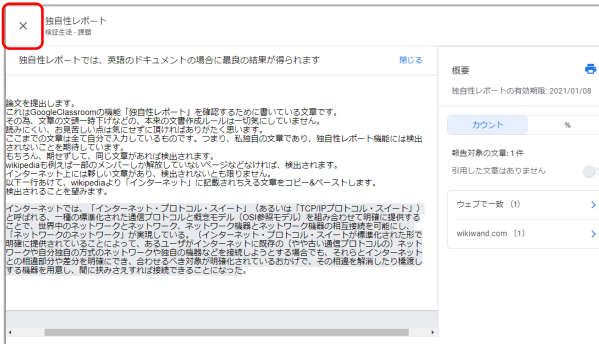 独自性レポート
検証生徒 - 課題
独自性レポートでは、英語のドキュメントの場合に最良の結果が得られます
閉じる
論文を提出します。
これはGoogleClassroomの機能「独自性レポート」を確認するために書いている文章です。
その為、文章の文頭一時下げなどの、本来の文書作成ルールは一切気にしていません。
読みにくい、お見苦しい点は気にせずに頂ければありがたく思います。
ここまでの文章は全て自分で入力しているものです。つまり、私独自の文章であり、独自性レポート機能には検出
されないことを期待しています。
もちろん、期せずして、同じ文章があれば検出されます。
wikipediaも例えば一部のメンバーしか解放していないページなどなければ、検出されます。
インターネット上には夥しい文章があり、検出されないとも限りません。
以下一行あけて、wikipediaより「インターネット」に記載されちえる文章をコピー&ペーストします。
検出されることを望みます。
インターネットでは、「インターネット・プロトコル・スイート」（あるいは「TCP/IPプロトコル・スイート」）
と呼ばれる、一種の標準化された通信プロトコルと概念モデル（OSI参照モデル）を組み合わせて明確に提供する
ことで、世界中のネットワークとネットワーク、ネットワーク機器とネットワーク機器の相互接続を可能にし、
「ネットワークのネットワーク」が実現している。（インターネット・プロトコル・スイートが標準化された形で
明確に提供されていることによって、あるユーザがインターネットに既存の（やや古い通信プロトコルの）ネット
ワークや自分独自の方式のネットワークや独自の機器などを接続しようとする場合でも、それらとインターネット
との相違部分や差分を明確にでき、合わせるべき対象が明確化されているおかげで、その相違を解消したり橋渡し
する機器を用意し、間に挟みさえすれば接続できることになった。
概要
独自性レポートの有効期限: 2021/01/08
カウント
%
報告対象の文章: 1 件
引用した文章はありません
ウェブで一致（1）
wikiwand.com（1）